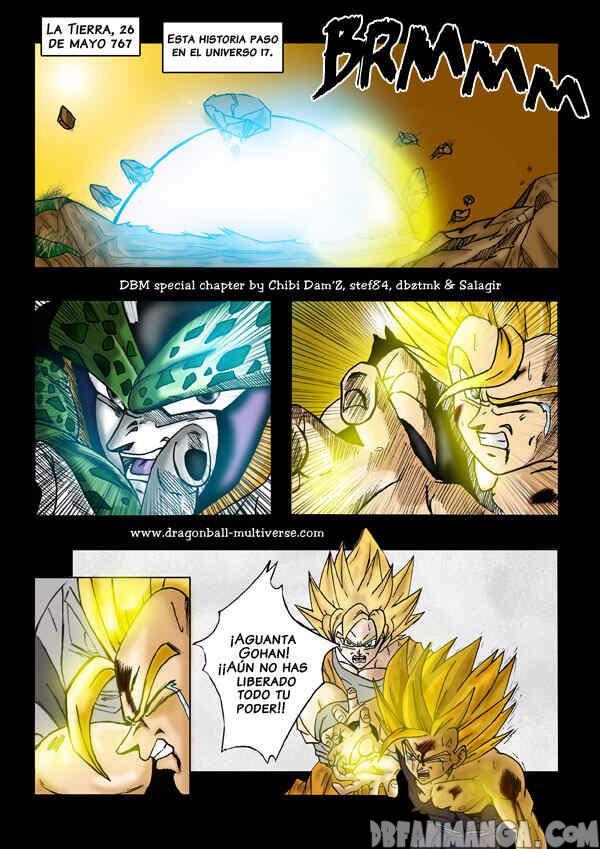 La Tierra, 26
de mayo 767
Esta historia paso
en el universo 17.
BRMMMM
DBM special chapter by Chibi Dam'Z, stef84, dbztmk & Salagir
www.dragonball-multiverse.com
¡Aguanta
Gohan!
¡¡Aún no has
liberado
todo tu
poder!!
DBFanManga.Com